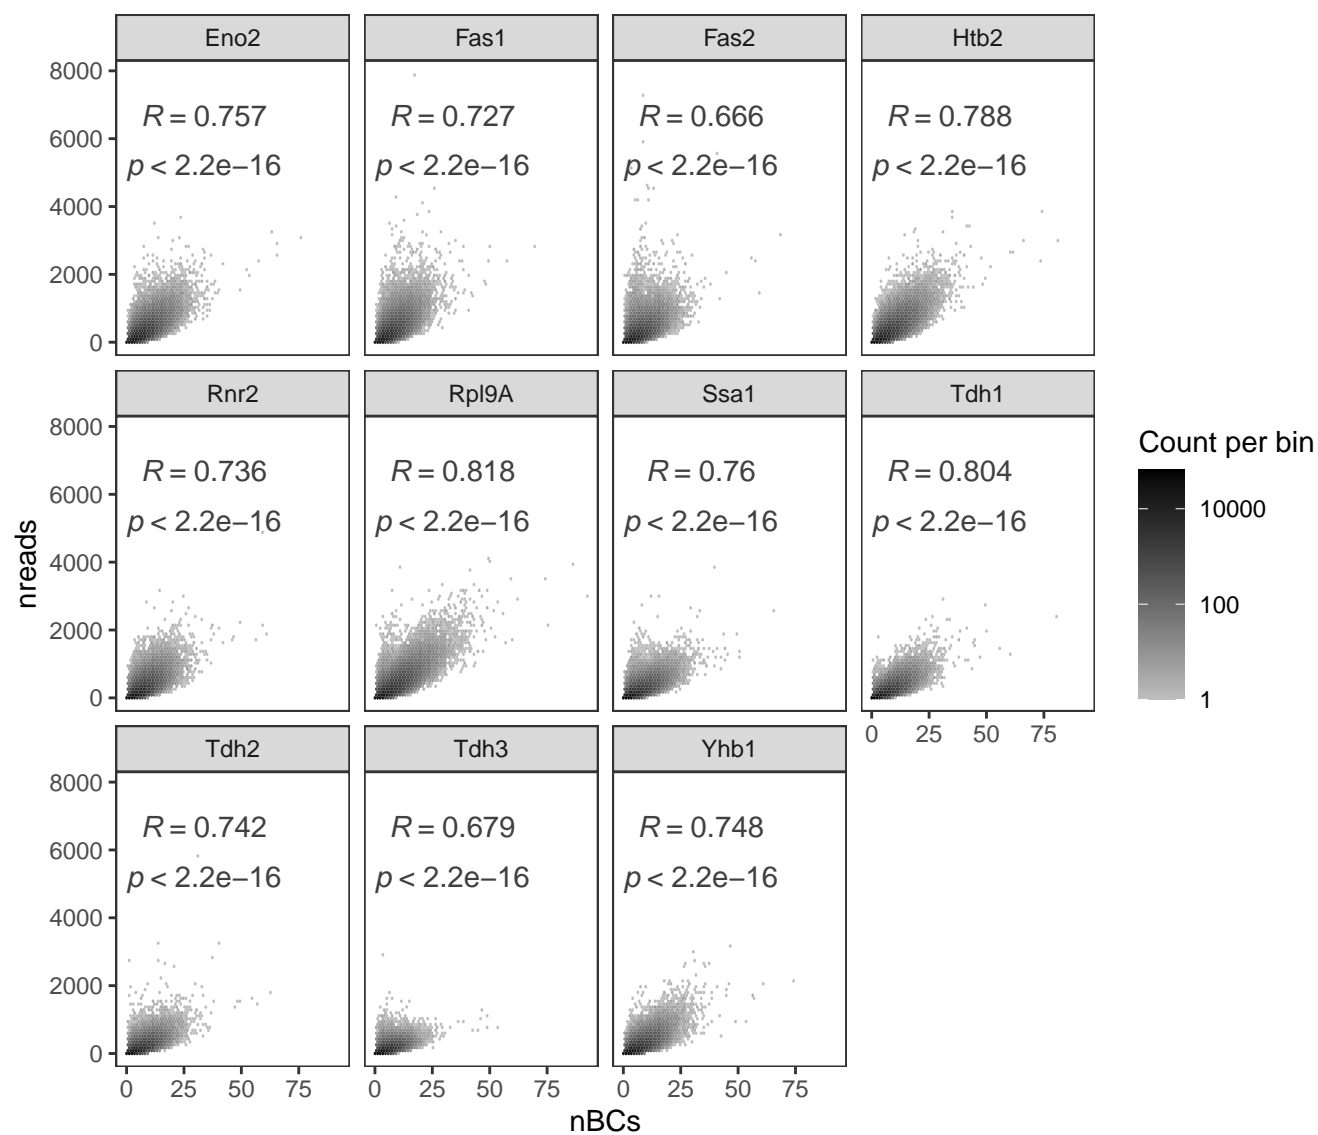 Eno2
Fas1
Fas2
Htb2
8000
6000
4000
2000
0
R = 0.757
p < 2.2e−16
R = 0.727
p < 2.2e−16
R = 0.666
p < 2.2e−16
R = 0.788
p < 2.2e−16
Rnr2
Rpl9A
Ssa1
Tdh1
8000
6000
4000
2000
0
R = 0.736
p < 2.2e−16
R = 0.818
p < 2.2e−16
R = 0.76
p < 2.2e−16
R = 0.804
p < 2.2e−16
0 25 50 75
Tdh2
Tdh3
Yhb1
8000
6000
4000
2000
0
R = 0.742
p < 2.2e−16
R = 0.679
p < 2.2e−16
R = 0.748
p < 2.2e−16
0 25 50 75
0 25 50 75
0 25 50 75
nBCs
nreads
Count per bin
10000
100
1